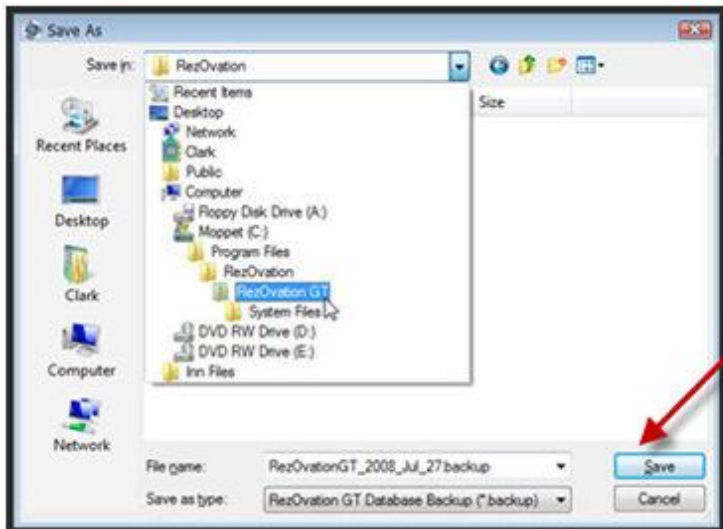 Save As
Save in: RezOvation
Recent Items
Desktop
Network
Clark
Public
Computer
Floppy Disk Drive (A:)
Moppet (C:)
Program Files
RezOvation
RezOvation GT
System Files
DVD RW Drive (D:)
DVD RW Drive (E:)
Inn Files
Size
Recent Places
Desktop
Clark
Computer
Network
File name: RezOvationGT_2008_Jul_27.backup
Save
Save as type: RezOvation GT Database Backup (*.backup)
Cancel